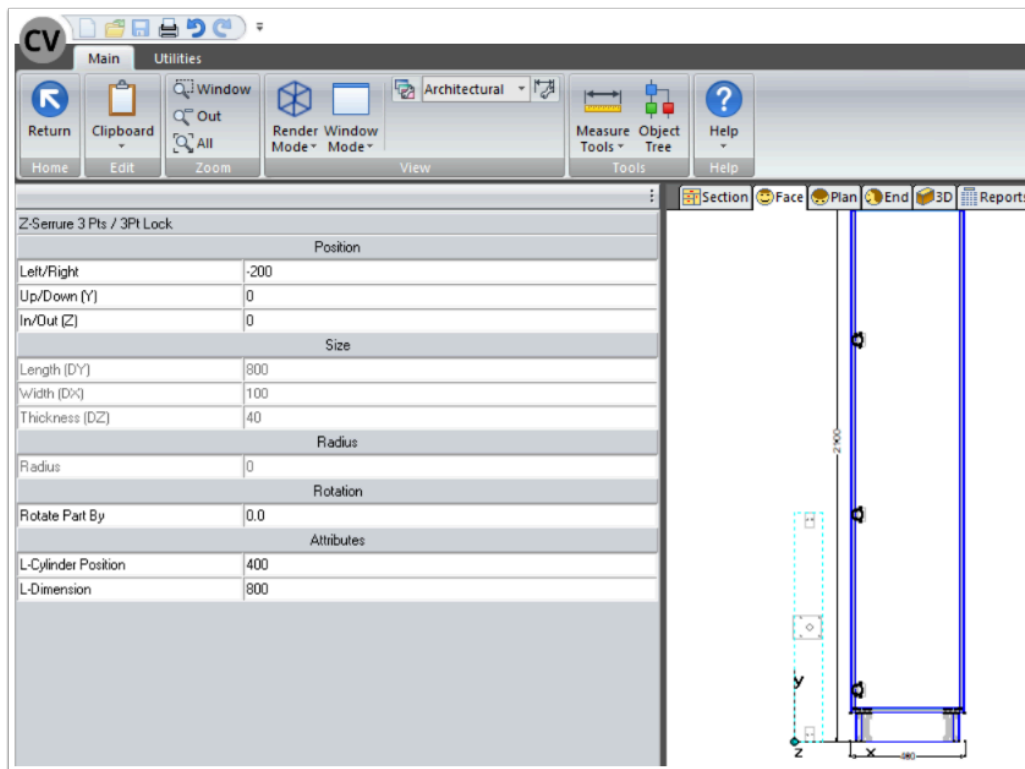 CV
Main Utilities
Return Clipboard Window Out All Render Mode Window Mode Architectural Measure Tools Object Tree Help
Home Edit Zoom View Tools Help
Section Face Plan End 3D Reports
Z-Serrure 3 Pts / 3Pt Lock
Position
Left/Right -200
Up/Down (Y) 0
In/Out (Z) 0
Size
Length (DY) 800
Width (DX) 100
Thickness (DZ) 40
Radius
Radius 0
Rotation
Rotate Part By 0.0
Attributes
L-Cylinder Position 400
L-Dimension 800
y
z
x